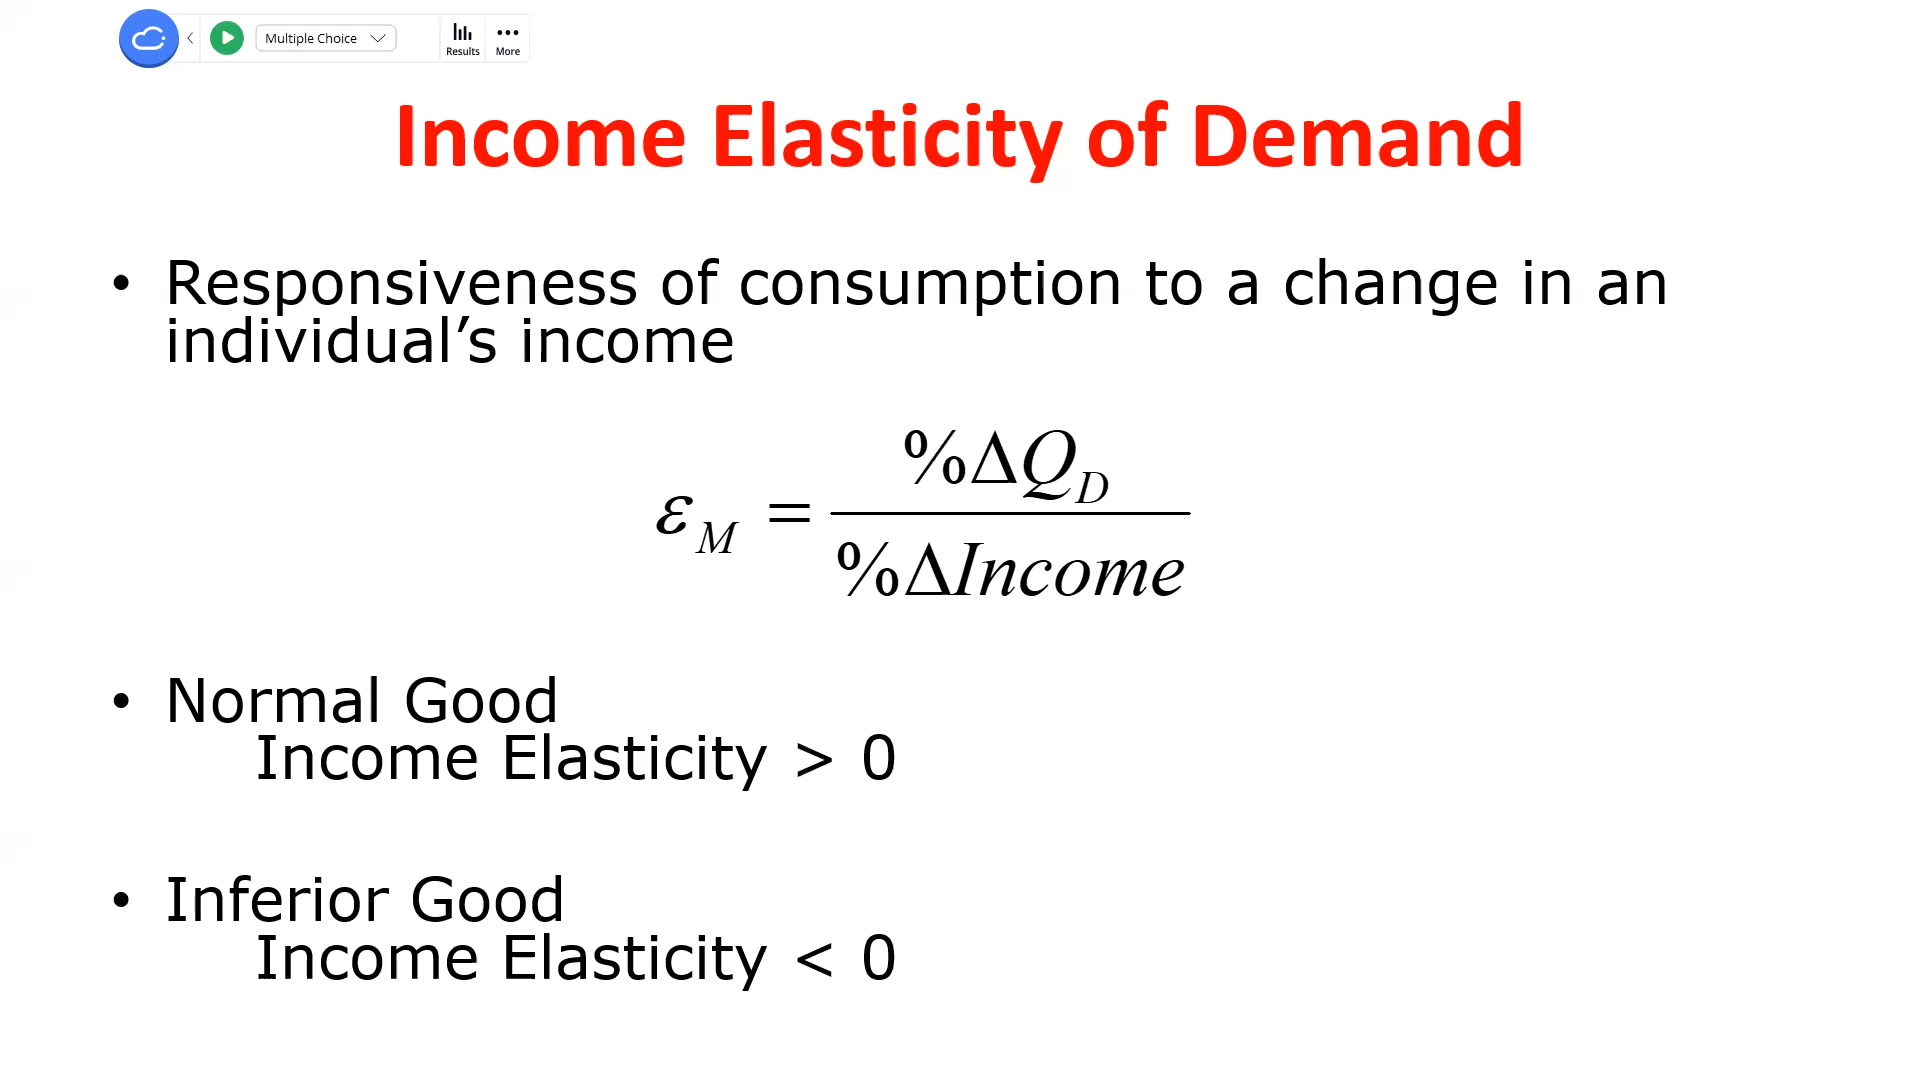 Multiple Choice
Results
More
Income Elasticity of Demand
• Responsiveness of consumption to a change in an
individual’s income
%ΔQ_D
ε_M = ―――
%ΔIncome
• Normal Good
Income Elasticity > 0
• Inferior Good
Income Elasticity < 0